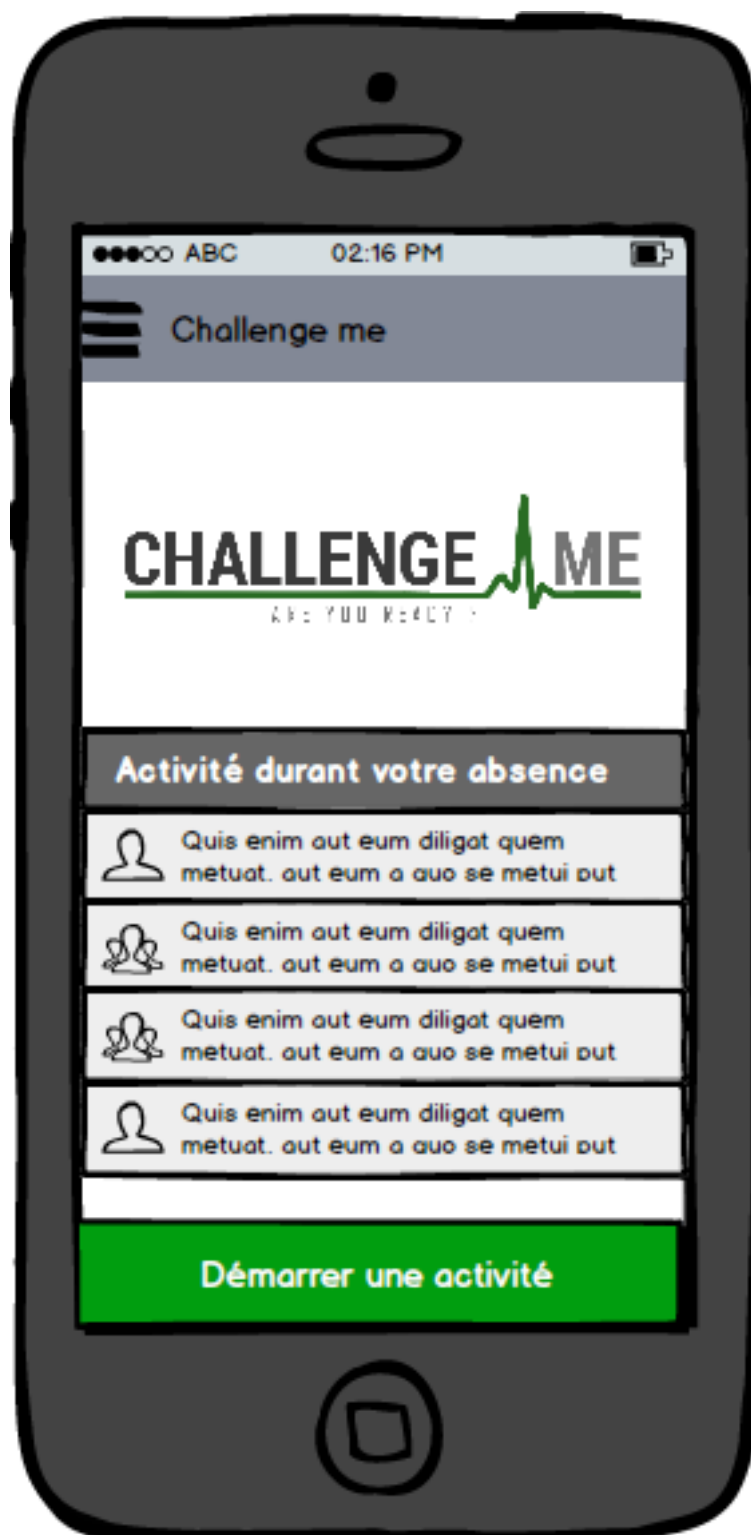 ABC 02:16 PM
Challenge me
CHALLENGE ME
ARE YOU READY ?
Activité durant votre absence
Quis enim aut eum diligat quem
metuat, aut eum a quo se metui put
Quis enim aut eum diligat quem
metuat, aut eum a quo se metui put
Quis enim aut eum diligat quem
metuat, aut eum a quo se metui put
Quis enim aut eum diligat quem
metuat, aut eum a quo se metui put
Démarrer une activité